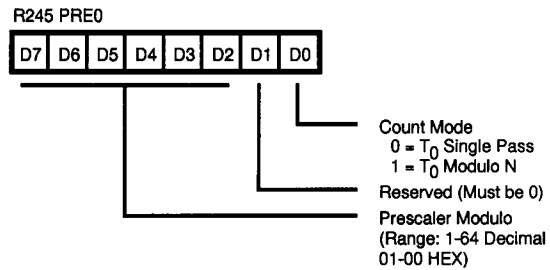 R245 PRE0
D7 D6 D5 D4 D3 D2 D1 D0
Count Mode
0 = T0 Single Pass
1 = T0 Modulo N
Reserved (Must be 0)
Prescaler Modulo
(Range: 1-64 Decimal
01-00 HEX)